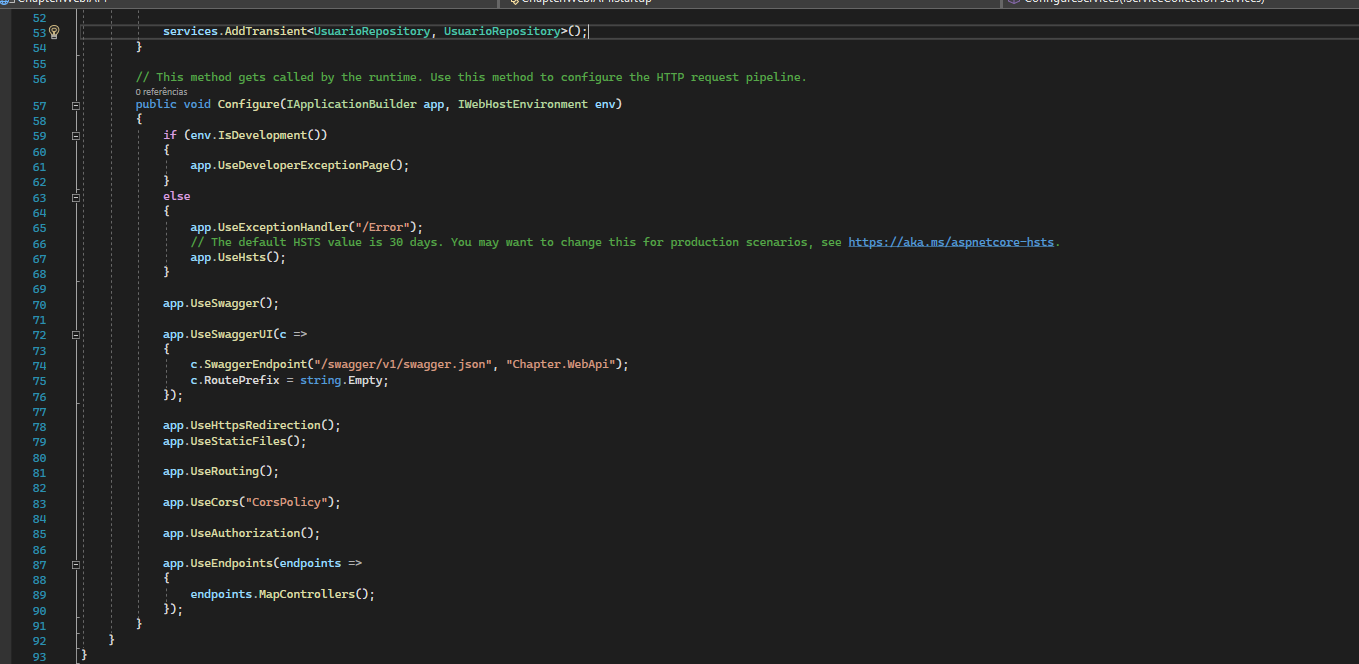 52
53 services.AddTransient<UsuarioRepository, UsuarioRepository>();
54 }
55
56 // This method gets called by the runtime. Use this method to configure the HTTP request pipeline.
0 referências
57 public void Configure(IApplicationBuilder app, IWebHostEnvironment env)
58 {
59 if (env.IsDevelopment())
60 {
61 app.UseDeveloperExceptionPage();
62 }
63 else
64 {
65 app.UseExceptionHandler("/Error");
66 // The default HSTS value is 30 days. You may want to change this for production scenarios, see https://aka.ms/aspnetcore-hsts.
67 app.UseHsts();
68 }
69
70 app.UseSwagger();
71
72 app.UseSwaggerUI(c =>
73 {
74 c.SwaggerEndpoint("/swagger/v1/swagger.json", "Chapter.WebApi");
75 c.RoutePrefix = string.Empty;
76 });
77
78 app.UseHttpsRedirection();
79 app.UseStaticFiles();
80
81 app.UseRouting();
82
83 app.UseCors("CorsPolicy");
84
85 app.UseAuthorization();
86
87 app.UseEndpoints(endpoints =>
88 {
89 endpoints.MapControllers();
90 });
91 }
92 }
93 }